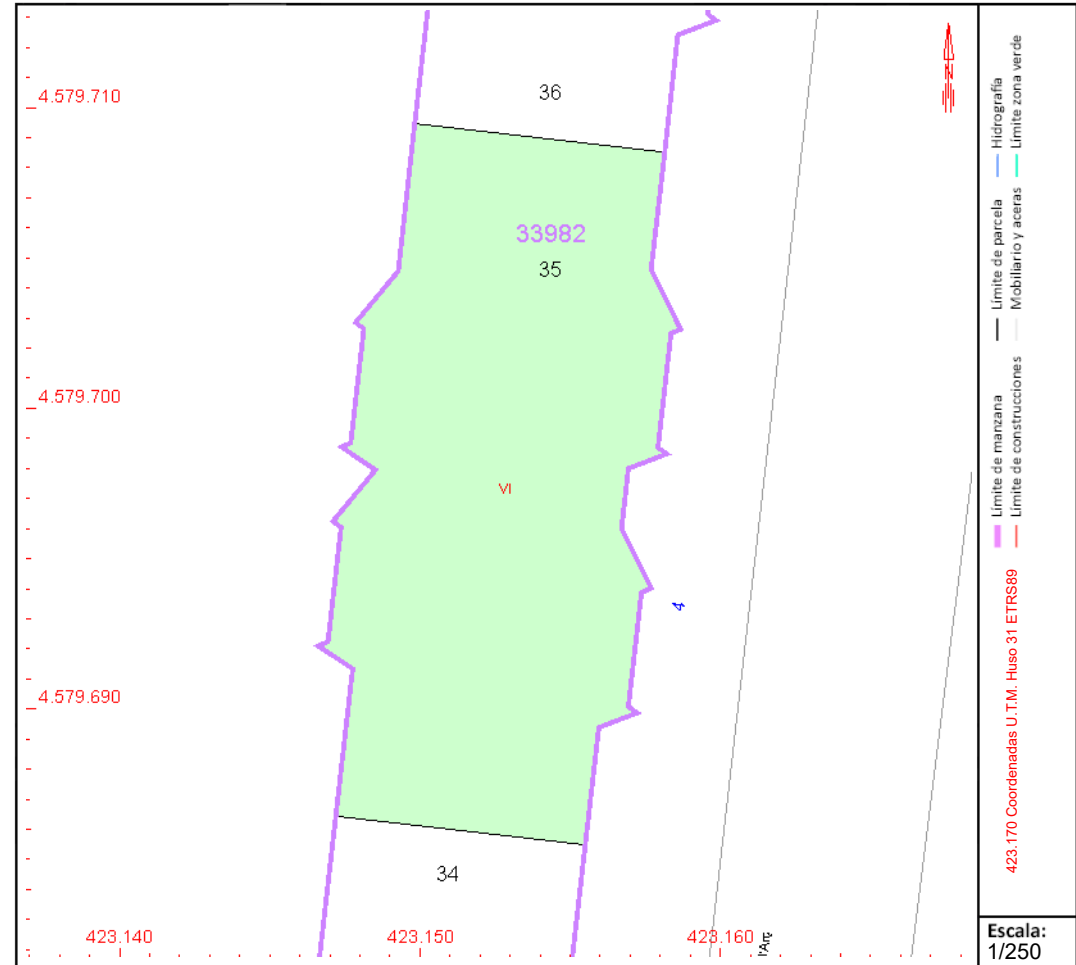 36
4.579.710
33982
35
4.579.700
VI
4
4.579.690
34
423.140
423.150
423.160
l'Arç
N
Hidrografía
Límite zona verde
Límite de parcela
Mobiliario y aceras
Límite de manzana
Límite de construcciones
423.170 Coordenadas U.T.M. Huso 31 ETRS89
Escala:
1/250